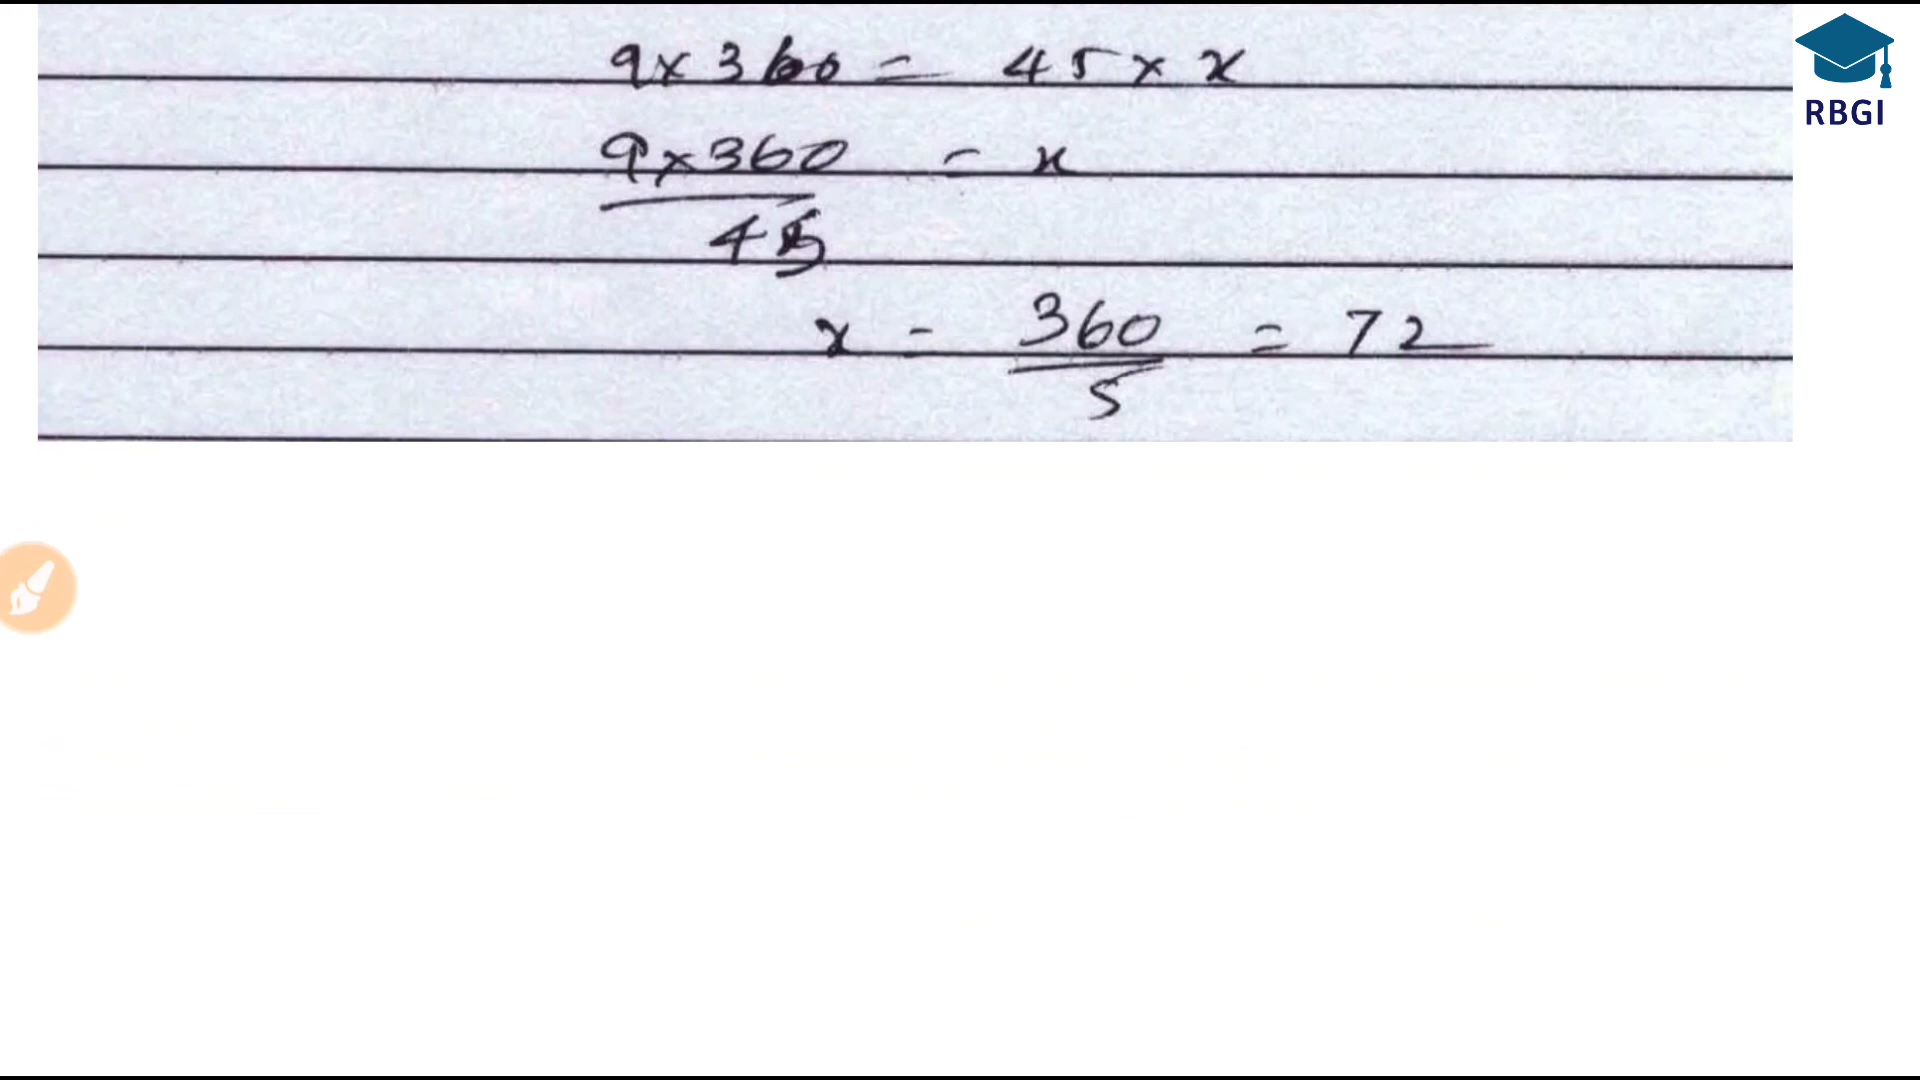 RBGI
9 x 360 = 45 x x
9 x 360 = x
45
x = 360 = 72
5